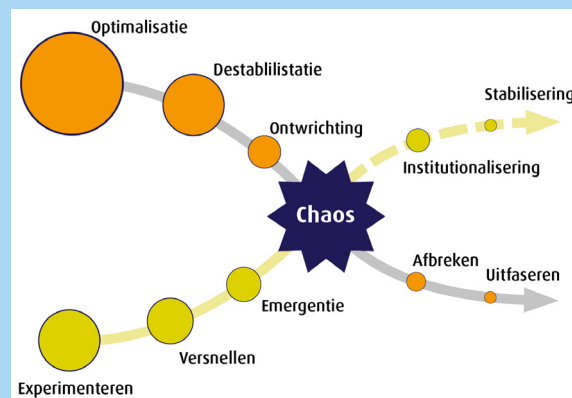 Optimalisatie
Destablilistatie
Ontwrichting
Stabilisering
Institutionalisering
Chaos
Afbreken
Uitfaseren
Emergentie
Versnellen
Experimenteren